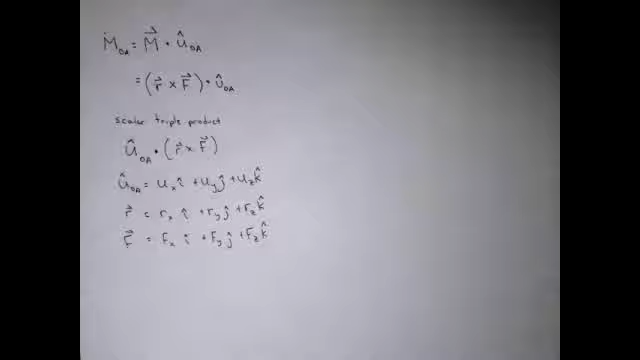 M_OA = M⃗ • Û_OA
= (r⃗ x F⃗) • Û_OA
scalar triple product
Û_OA • (r⃗ x F⃗)
Û_OA = u_x î + u_y ĵ + u_z k̂
r⃗ = r_x î + r_y ĵ + r_z k̂
F⃗ = F_x î + F_y ĵ + F_z k̂